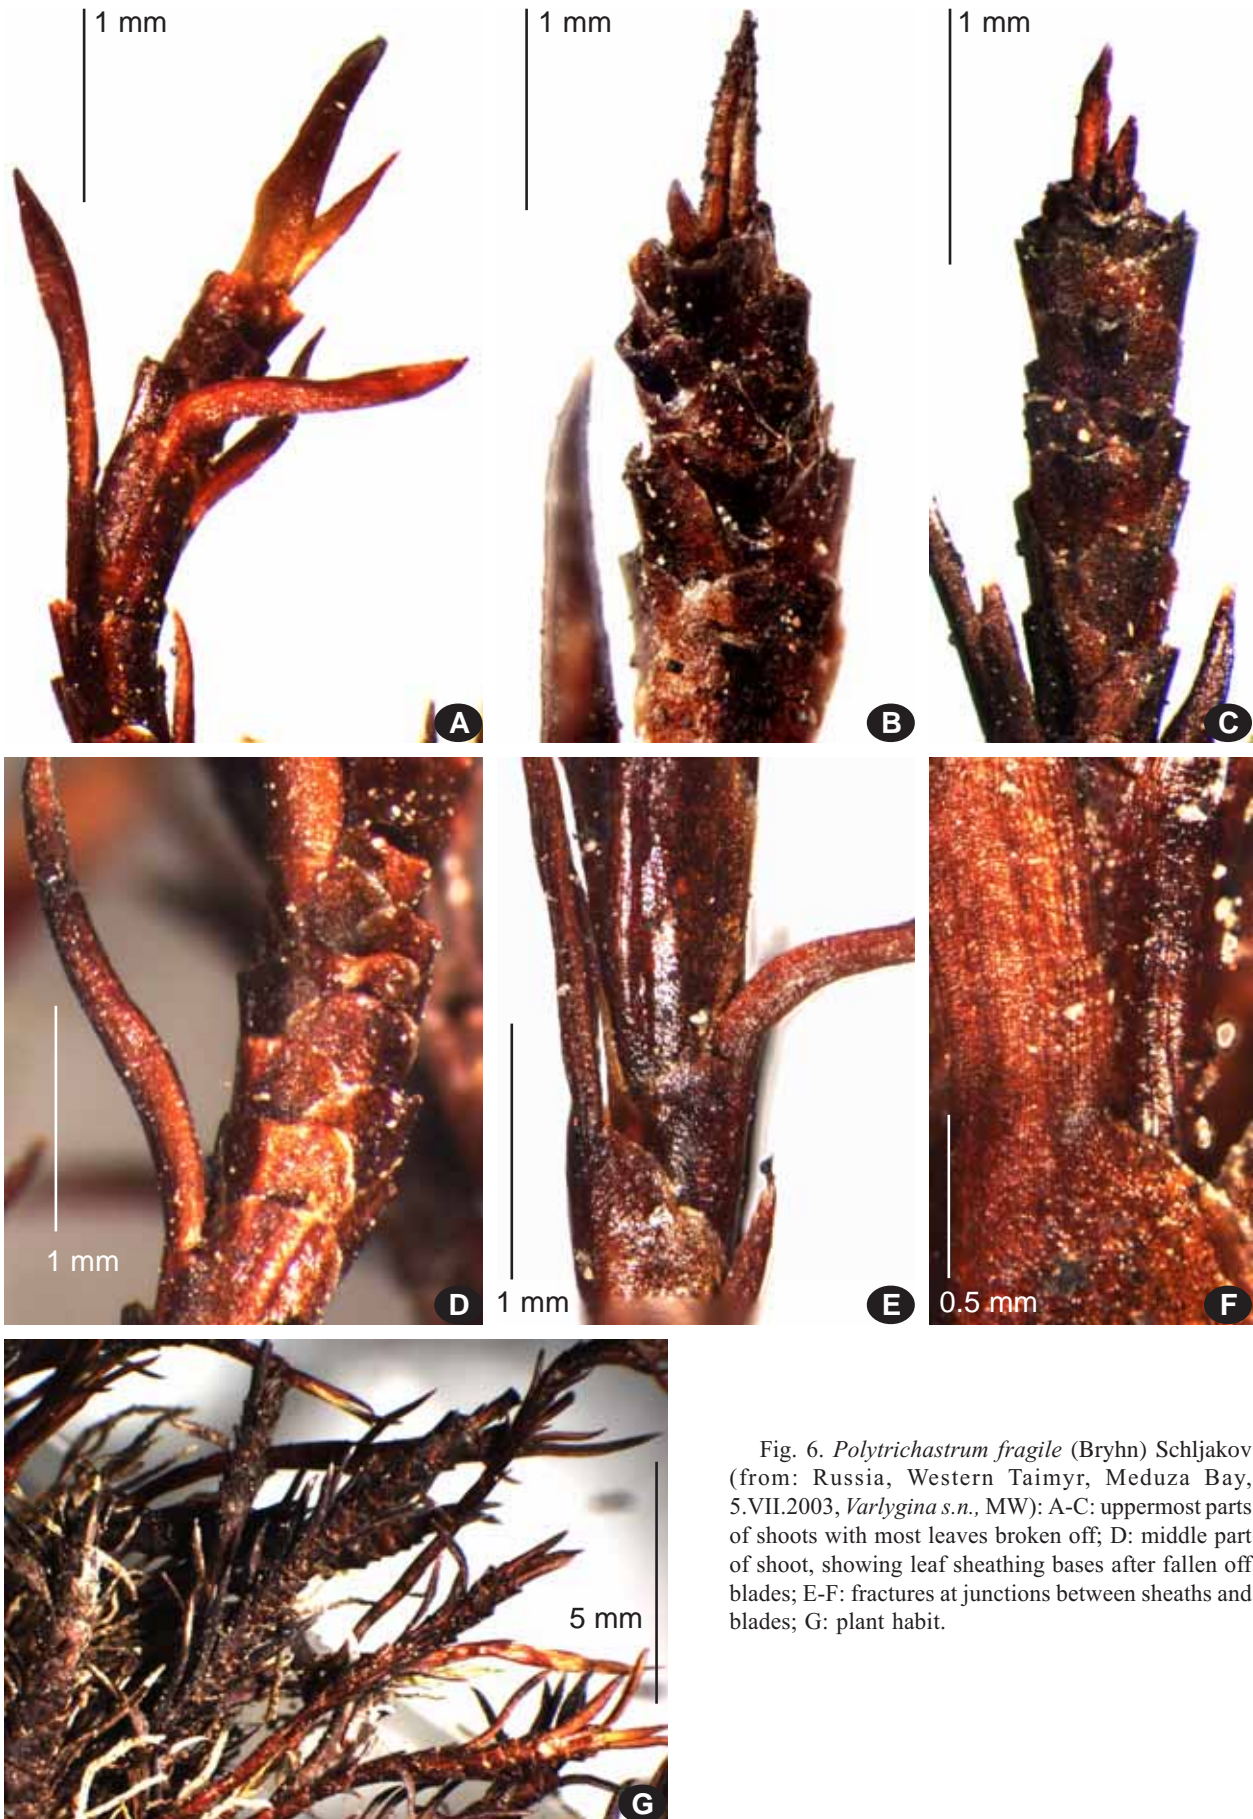 1 mm
1 mm
1 mm
A
B
C
1 mm
D
1 mm
E
0.5 mm
F
5 mm
G
Fig. 6. Polytrichastrum fragile (Bryhn) Schljakov
(from: Russia, Western Taimyr, Meduza Bay,
5.VII.2003, Varlygina s.n., MW): A-C: uppermost parts
of shoots with most leaves broken off; D: middle part
of shoot, showing leaf sheathing bases after fallen off
blades; E-F: fractures at junctions between sheaths and
blades; G: plant habit.